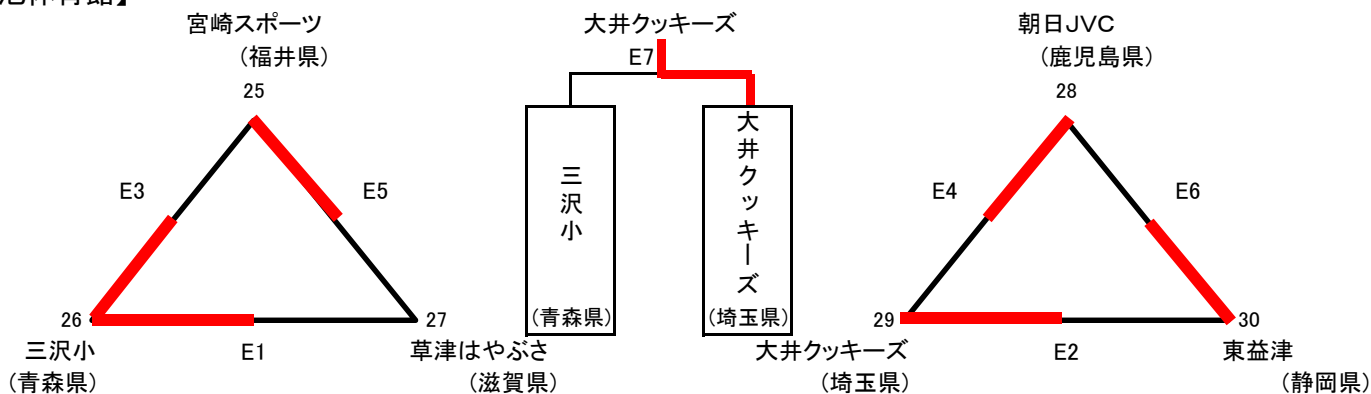 宮崎スポーツ
（福井県）
25
E3
E5
26
27
三沢小
（青森県）
E1
草津はやぶさ
（滋賀県）
大井クッキーズ
E7
三沢小
（青森県）
大井クッキーズ
（埼玉県）
朝日JVC
（鹿児島県）
28
E4
E6
29
30
大井クッキーズ
（埼玉県）
E2
東益津
（静岡県）